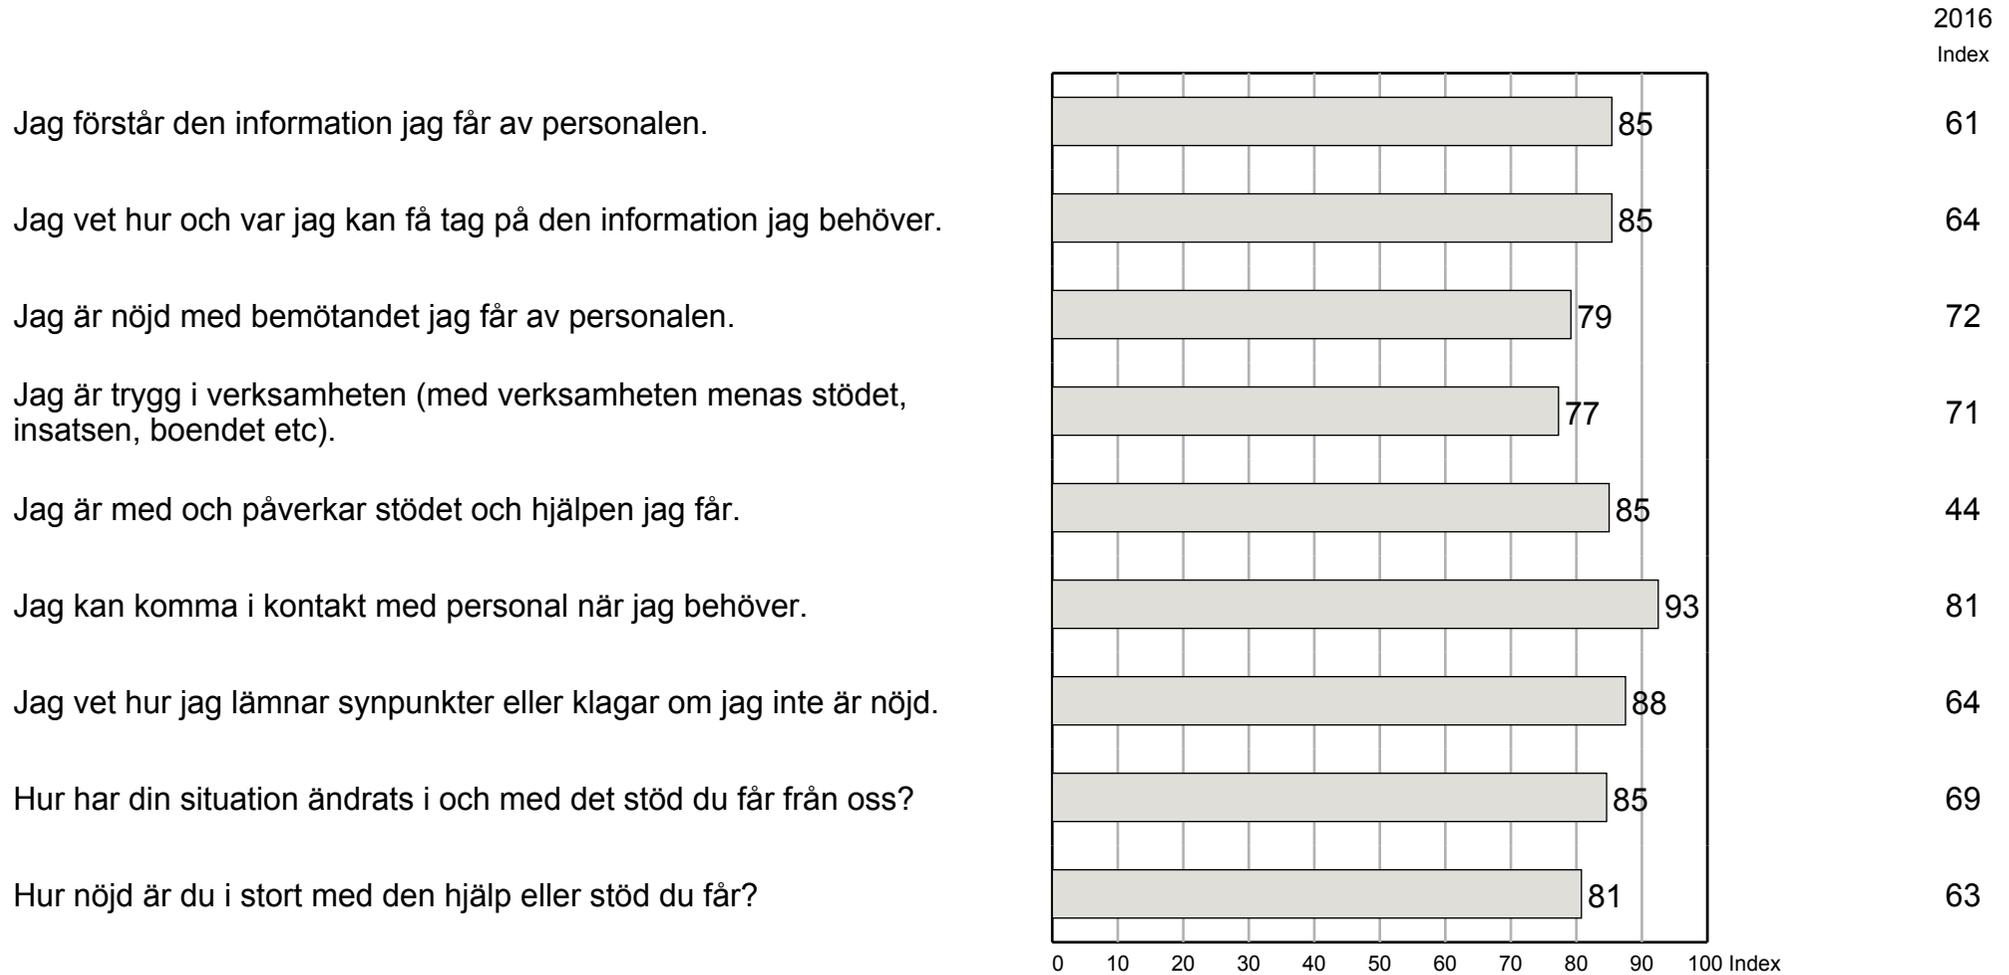 2016
Index
Jag förstår den information jag får av personalen. 85 61
Jag vet hur och var jag kan få tag på den information jag behöver. 85 64
Jag är nöjd med bemötandet jag får av personalen. 79 72
Jag är trygg i verksamheten (med verksamheten menas stödet,
insatsen, boendet etc). 77 71
Jag är med och påverkar stödet och hjälpen jag får. 85 44
Jag kan komma i kontakt med personal när jag behöver. 93 81
Jag vet hur jag lämnar synpunkter eller klagar om jag inte är nöjd. 88 64
Hur har din situation ändrats i och med det stöd du får från oss? 85 69
Hur nöjd är du i stort med den hjälp eller stöd du får? 81 63
0 10 20 30 40 50 60 70 80 90 100 Index